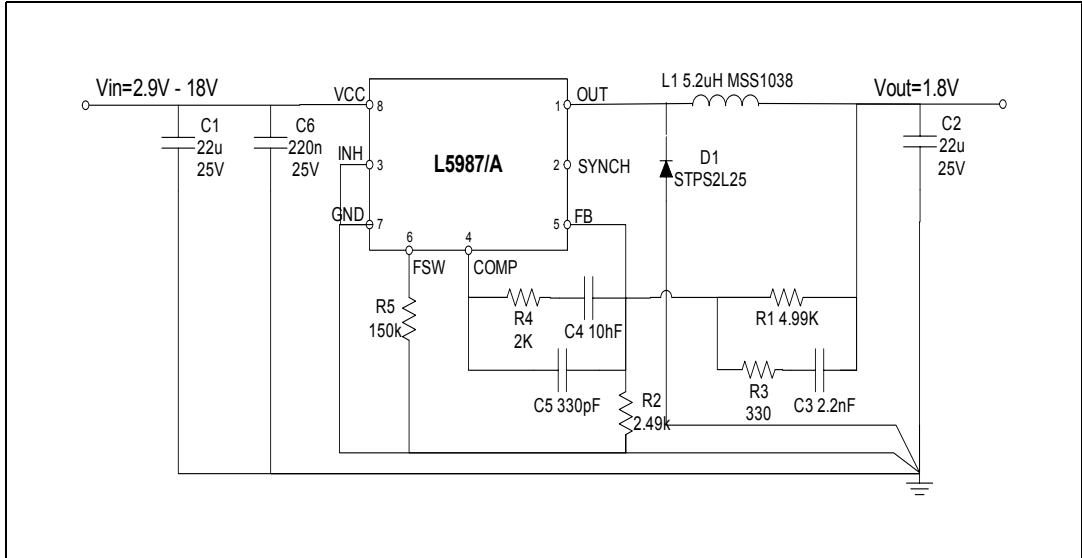 Vin=2.9V - 18V
C1
22u
25V
C6
220n
25V
VCC
8
INH
3
GND
7
L5987/A
1
OUT
2
SYNCH
5
FB
6
FSW
4
COMP
L1 5.2uH MSS1038
Vout=1.8V
D1
STPS2L25
C2
22u
25V
R5
150k
R4
2K
C4 10hF
C5 330pF
R2
2.49k
R1 4.99K
R3
330
C3 2.2nF